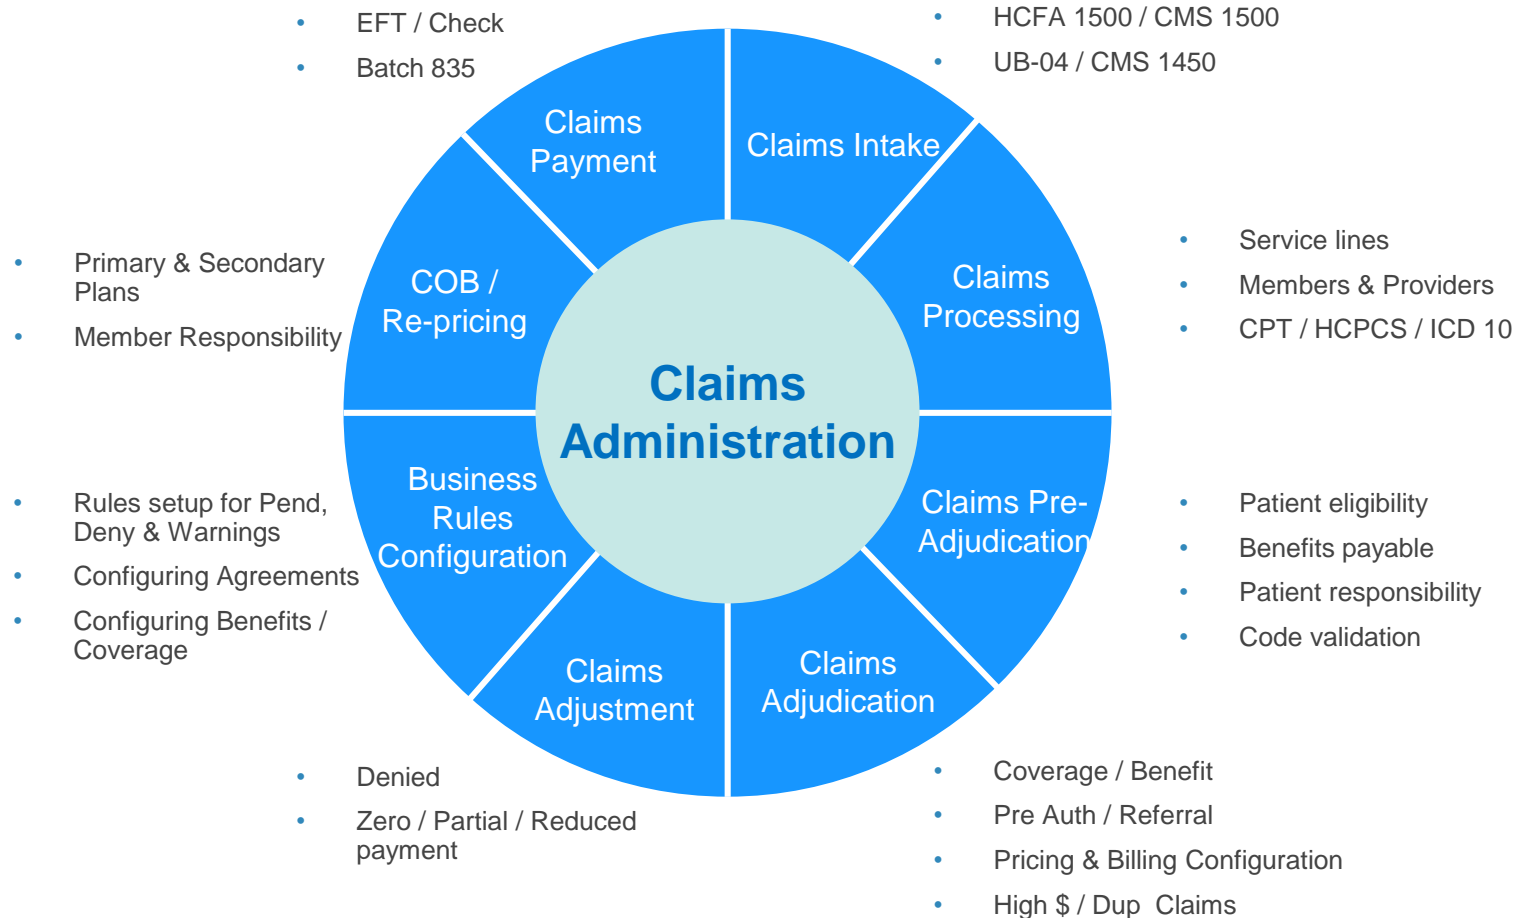 • EFT / Check
• Batch 835
• HCFA 1500 / CMS 1500
• UB-04 / CMS 1450
Claims
Payment
Claims Intake
• Primary & Secondary
Plans
• Member Responsibility
COB /
Re-pricing
Claims
Processing
• Service lines
• Members & Providers
• CPT / HCPCS / ICD 10
Claims
Administration
• Rules setup for Pend,
Deny & Warnings
• Configuring Agreements
• Configuring Benefits /
Coverage
Business
Rules
Configuration
Claims Pre-
Adjudication
• Patient eligibility
• Benefits payable
• Patient responsibility
• Code validation
Claims
Adjustment
Claims
Adjudication
• Denied
• Zero / Partial / Reduced
payment
• Coverage / Benefit
• Pre Auth / Referral
• Pricing & Billing Configuration
• High $ / Dup  Claims